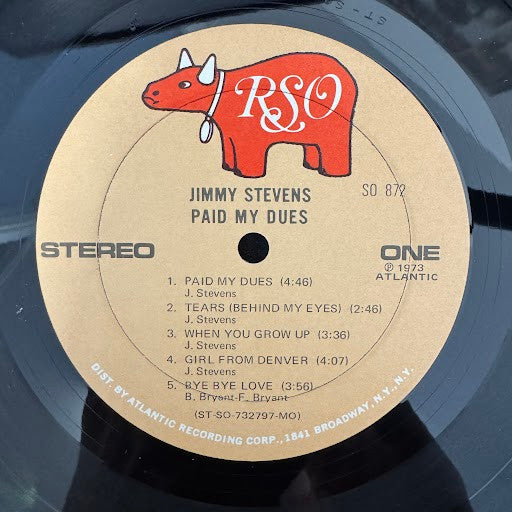 RSO
JIMMY STEVENS
SO 872
PAID MY DUES
STEREO
ONE
℗ 1973
ATLANTIC
1. PAID MY DUES (4:46)
J. Stevens
2. TEARS (BEHIND MY EYES) (2:46)
J. Stevens
3. WHEN YOU GROW UP (3:36)
J. Stevens
4. GIRL FROM DENVER (4:07)
J. Stevens
5. BYE BYE LOVE (3:56)
B. Bryant-F. Bryant
(ST-SO-732797-MO)
DIST. BY ATLANTIC RECORDING CORP., 1841 BROADWAY, N.Y., N.Y.